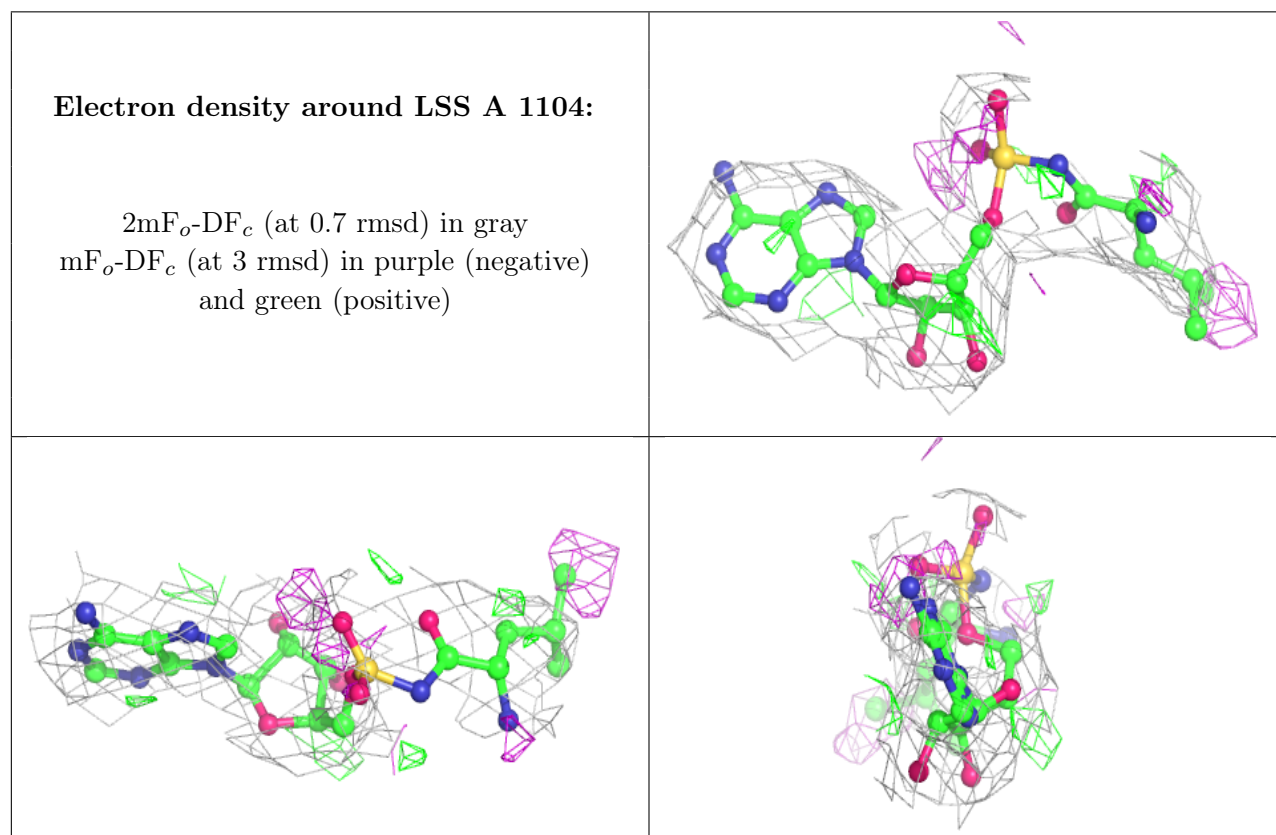 Electron density around LSS A 1104:
2mFₒ-DF𝒸 (at 0.7 rmsd) in gray
mFₒ-DF𝒸 (at 3 rmsd) in purple (negative)
and green (positive)